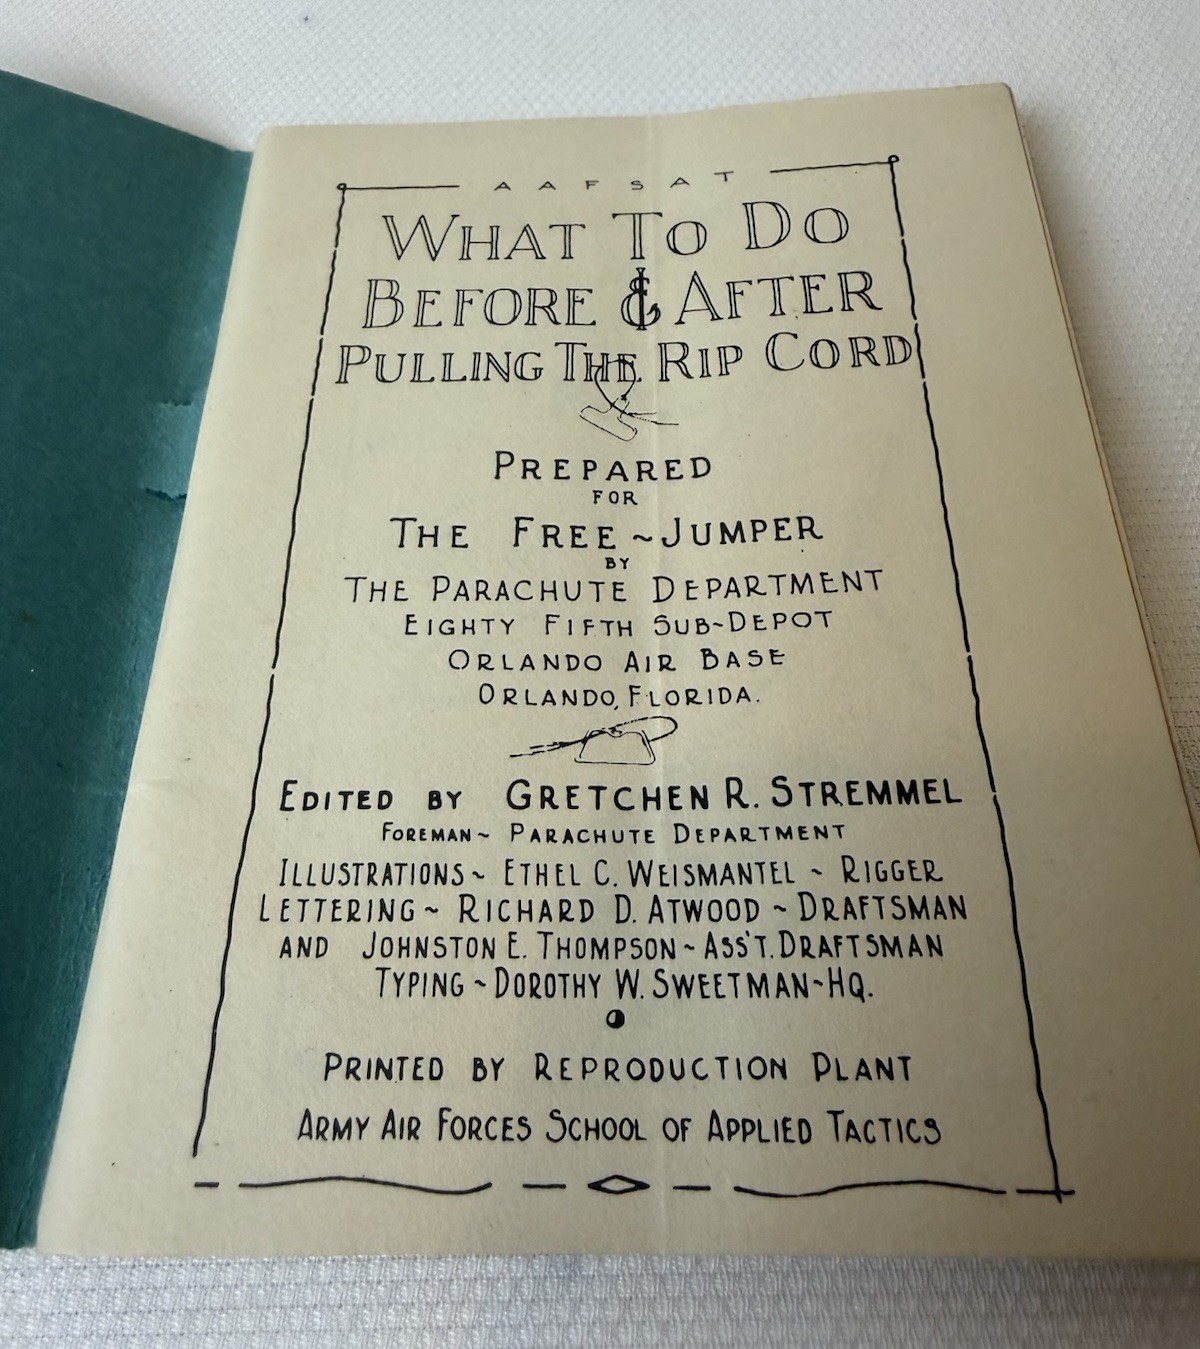 AAFSAT
WHAT TO DO
BEFORE & AFTER
PULLING THE RIP CORD
PREPARED
FOR
THE FREE~JUMPER
BY
THE PARACHUTE DEPARTMENT
EIGHTY FIFTH SUB~DEPOT
ORLANDO AIR BASE
ORLANDO, FLORIDA.
EDITED BY GRETCHEN R. STREMMEL
FOREMAN~ PARACHUTE DEPARTMENT
ILLUSTRATIONS~ ETHEL C. WEISMANTEL ~ RIGGER
LETTERING~ RICHARD D. ATWOOD ~ DRAFTSMAN
AND JOHNSTON E. THOMPSON~ASS'T. DRAFTSMAN
TYPING ~DOROTHY W. SWEETMAN~HQ.
PRINTED BY REPRODUCTION PLANT
ARMY AIR FORCES SCHOOL OF APPLIED TACTICS